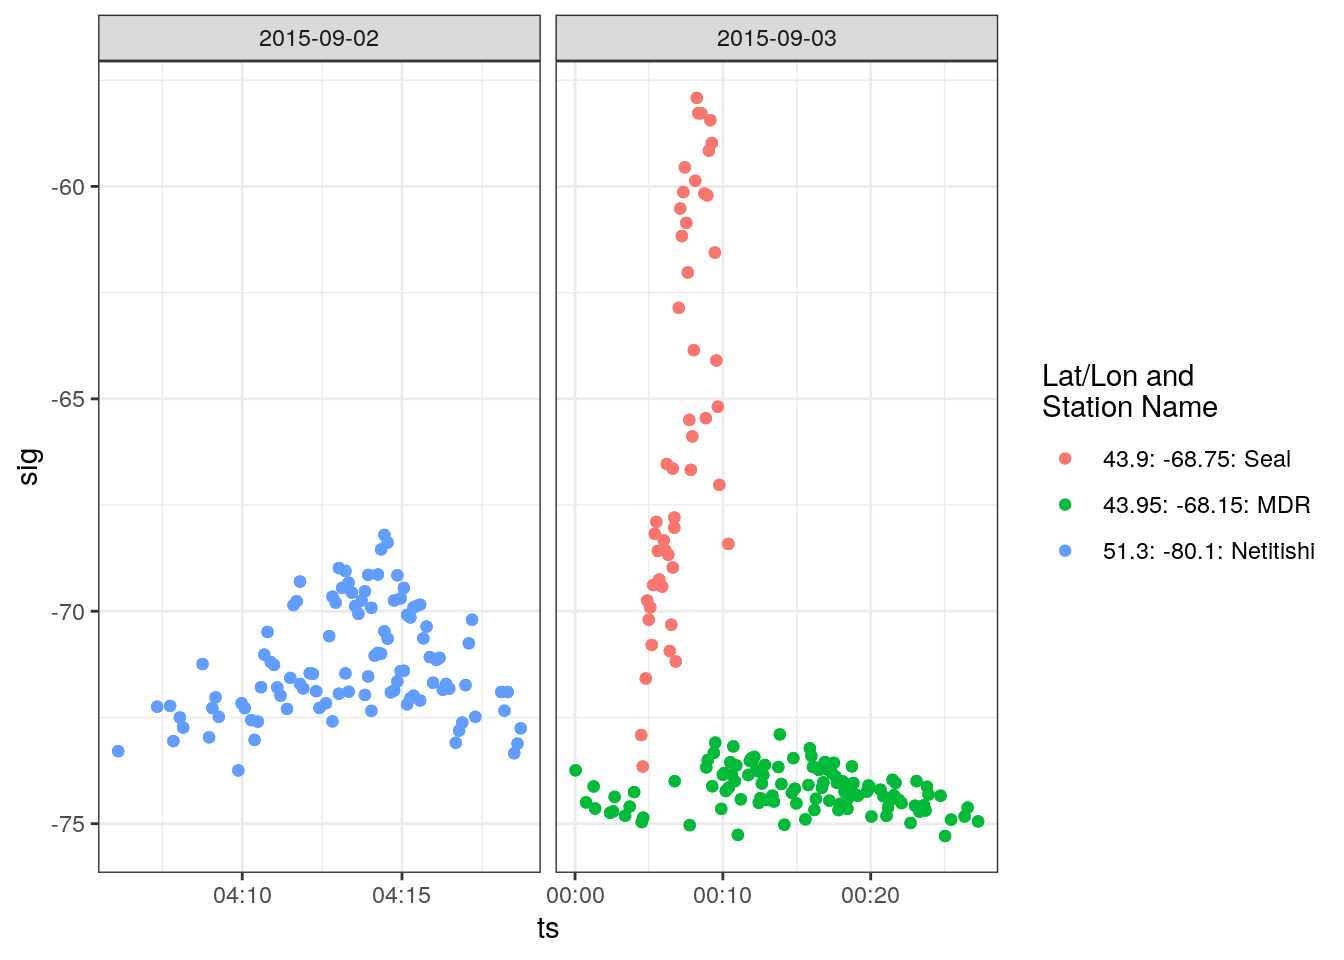 2015-09-02
2015-09-03
-60
-65
-70
-75
sig
04:10
04:15
00:00
00:10
00:20
ts
Lat/Lon and
Station Name
43.9: -68.75: Seal
43.95: -68.15: MDR
51.3: -80.1: Netitishi